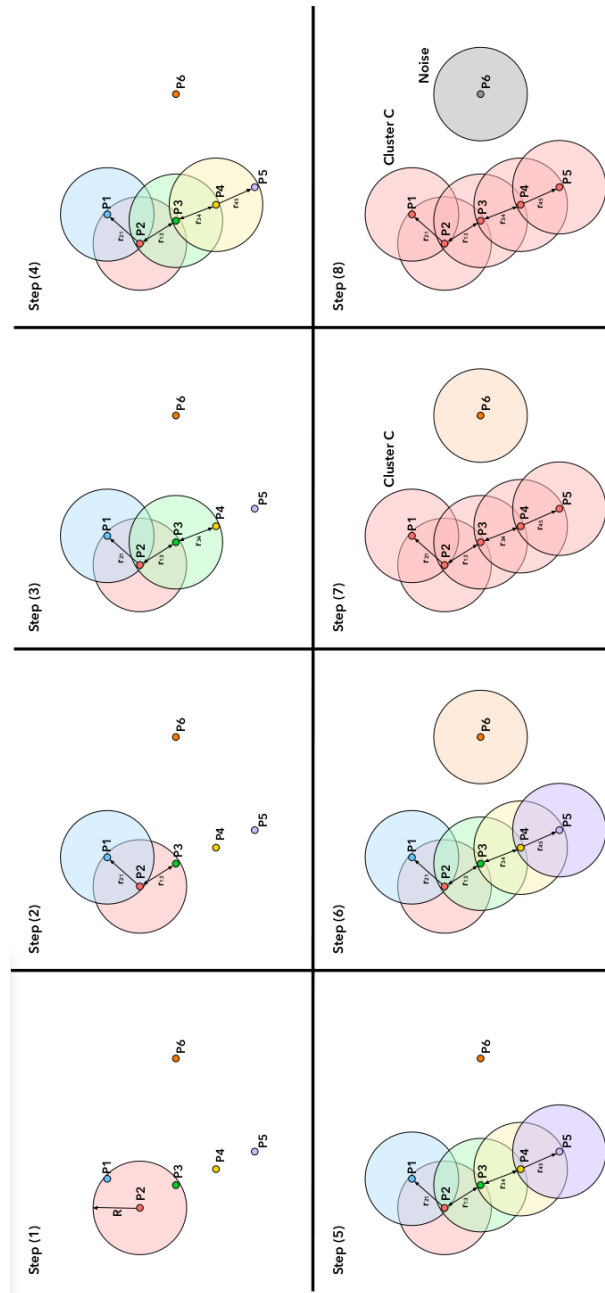 Step (1)
R
P1
P2
P3
P4
P5
P6
Step (2)
P1
r21
P2
r13
P3
P4
P5
P6
Step (3)
P1
r21
P2
r13
P3
r34
P4
P5
P6
Step (4)
P1
r21
P2
r13
P3
r34
P4
r45
P5
P6
Step (5)
P1
r21
P2
r13
P3
r34
P4
r45
P5
P6
Step (6)
P1
r21
P2
r13
P3
r34
P4
r45
P5
P6
Step (7)
Cluster C
P1
r21
P2
r13
P3
r34
P4
r45
P5
P6
Step (8)
Cluster C
Noise
P1
r21
P2
r13
P3
r34
P4
r45
P5
P6